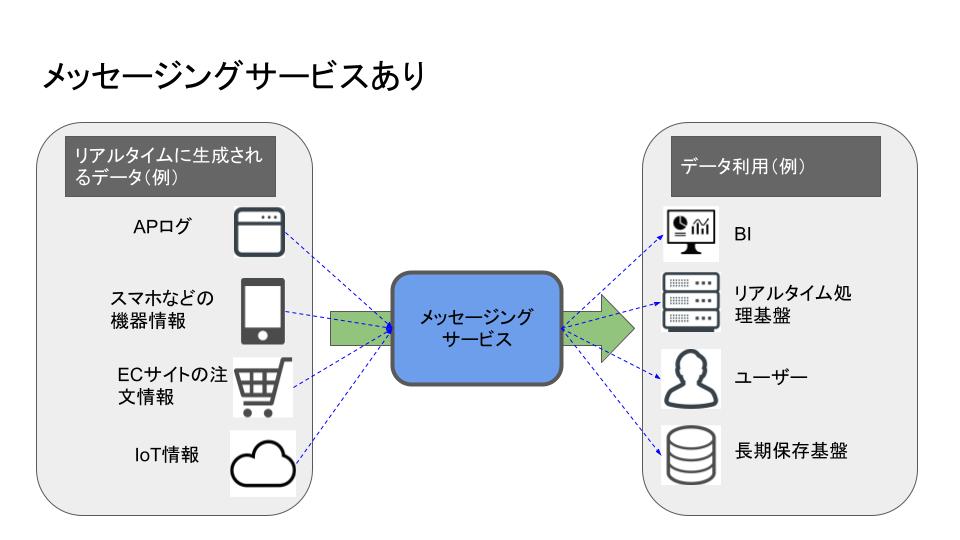 メッセージングサービスあり
リアルタイムに生成され
るデータ(例)
APログ
スマホなどの
機器情報
ECサイトの注
文情報
IoT情報
メッセージング
サービス
データ利用(例)
BI
リアルタイム処
理基盤
ユーザー
長期保存基盤